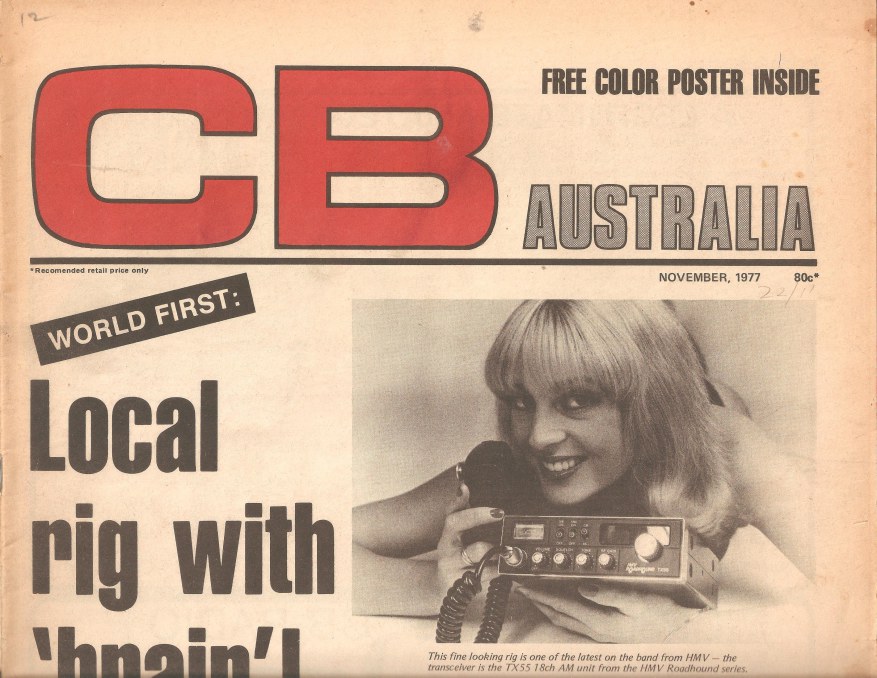 12
FREE COLOR POSTER INSIDE
CB
AUSTRALIA
*Recomended retail price only
NOVEMBER, 1977 80c*
22/11
WORLD FIRST:
Local
rig with
'brain'!
This fine looking rig is one of the latest on the band from HMV — the
transceiver is the TX55 18ch AM unit from the HMV Roadhound series.